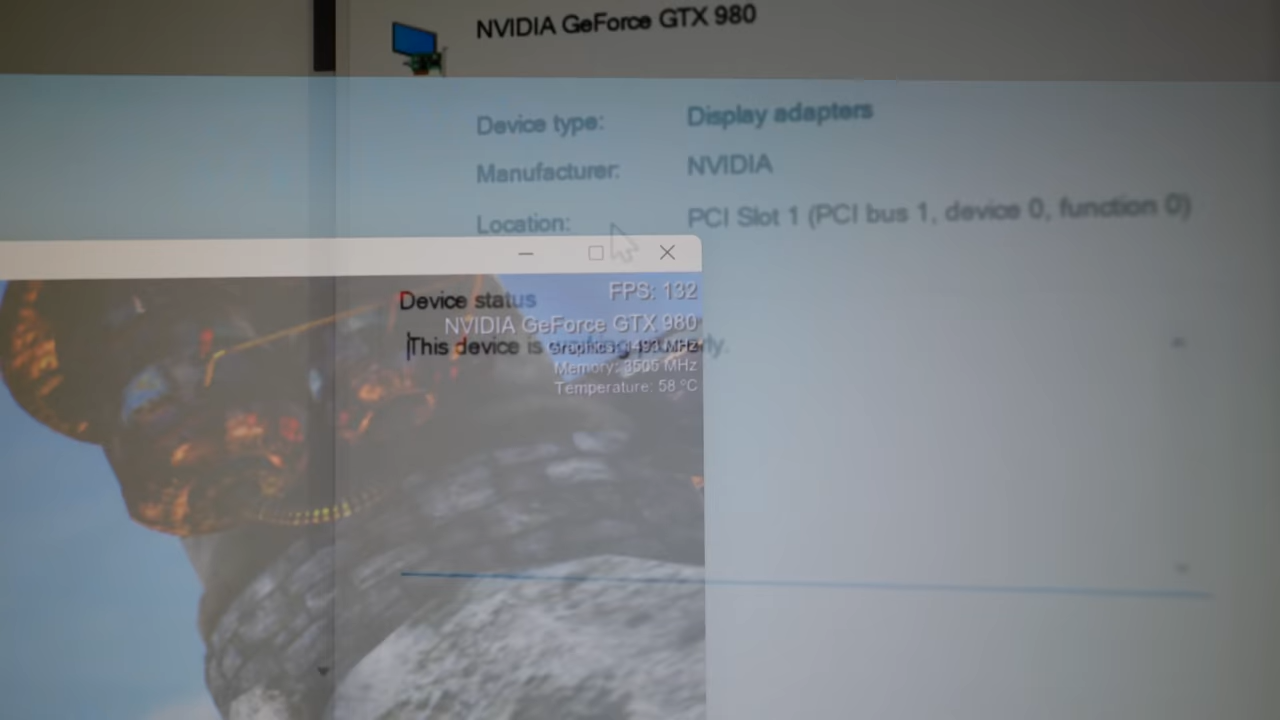 NVIDIA GeForce GTX 980
Device type: Display adapters
Manufacturer: NVIDIA
Location: PCI Slot 1 (PCI bus 1, device 0, function 0)
Device status
FPS: 132
NVIDIA GeForce GTX 980
This device is
Memory: 3505 MHz
Temperature: 58 °C